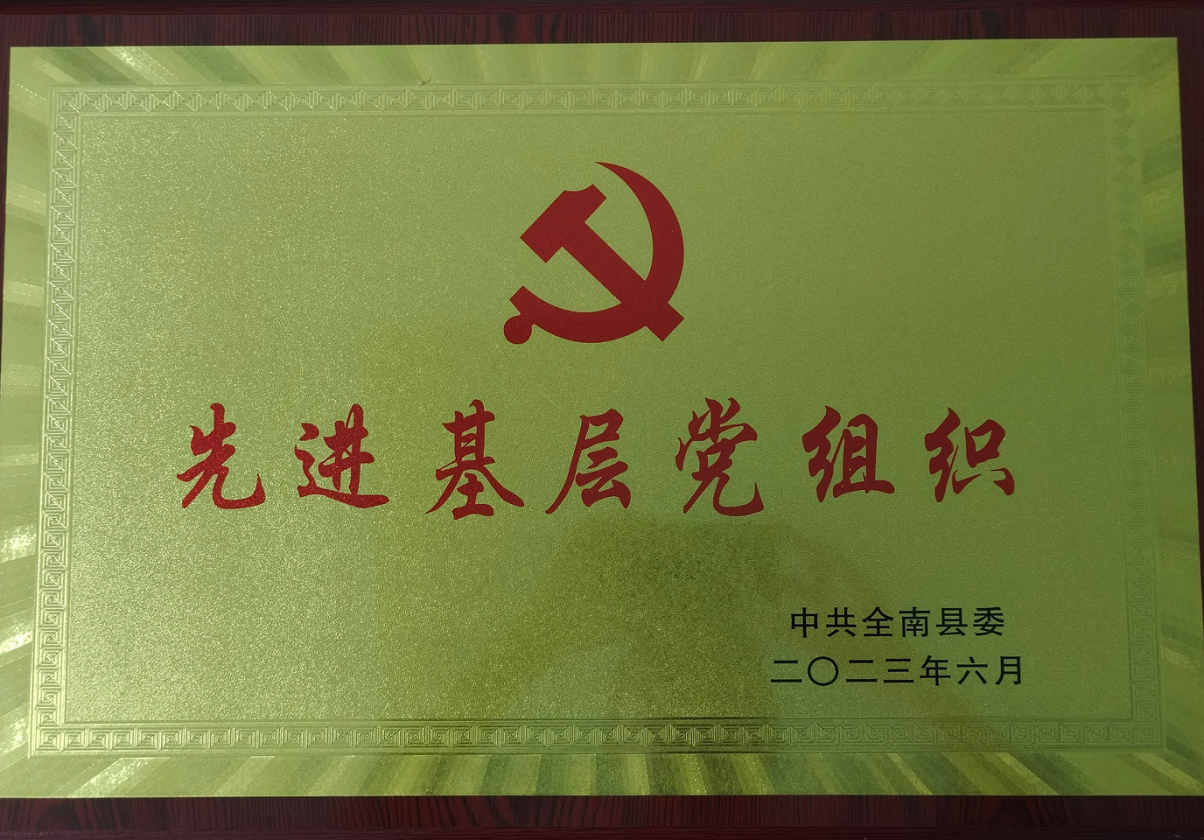 先进基层党组织
中共全南县委
二〇二三年六月